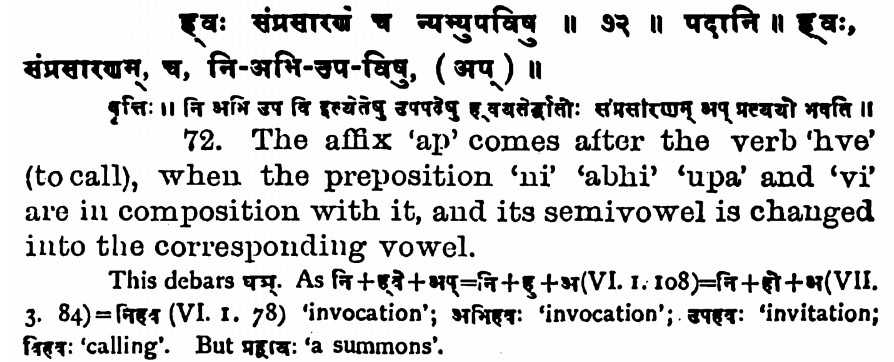 ह्वः संप्रसारणं च न्यभ्युपविषु ॥ ७२ ॥ पदानि ॥ ह्वः,
संप्रसारणम्, च, नि-अभि-उप-विषु, ( अप् ) ॥
वृत्तिः ॥ नि अभि उप वि इत्येतेषु उपपदेषु ह्वयतेर्द्धातोः संप्रसारणम् अप् प्रत्ययो भवति ॥
72. The affix 'ap' comes after the verb 'hve'
(to call), when the preposition 'ni' 'abhi' 'upa' and 'vi'
are in composition with it, and its semivowel is changed
into the corresponding vowel.
This debars घञ्. As नि+ह्वे+अप्=नि+हु+अ(VI. 1. 108)=नि+हो+अ(VII.
3. 84)=निहव (VI. 1. 78) 'invocation'; अभिहवः 'invocation'; उपहवः 'invitation;
विहवः 'calling'. But प्रह्वायः 'a summons'.